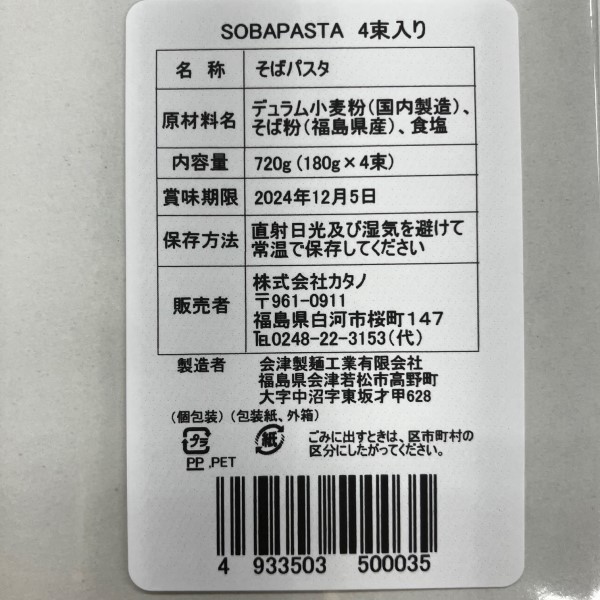 SOBAPASTA 4束入り
名称 そばパスタ
原材料名 デュラム小麦粉(国内製造)、
そば粉(福島県産)、食塩
内容量 720g (180g×4束)
賞味期限 2024年12月5日
保存方法 直射日光及び湿気を避けて
常温で保存してください
販売者 株式会社カタノ
〒961-0911
福島県白河市桜町147
℡0248-22-3153(代)
製造者 会津製麺工業有限会社
福島県会津若松市高野町
大字中沼字東坂才甲628
(個包装)(包装紙、外箱)
プラ 紙 ごみに出すときは、区市町村の
区分にしたがってください。
PP ,PET
4 933503 500035